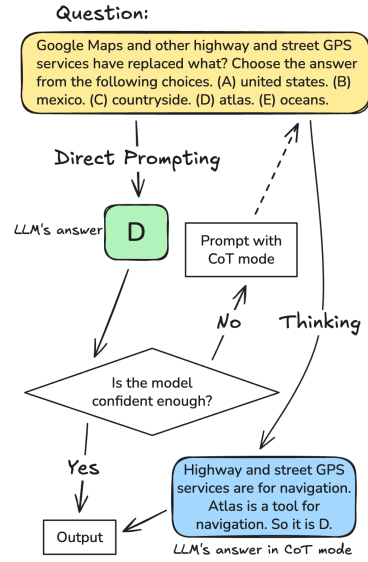 Question:
Google Maps and other highway and street GPS
services have replaced what? Choose the answer
from the following choices. (A) united states. (B)
mexico. (C) countryside. (D) atlas. (E) oceans.
Direct Prompting
LLM's answer
D
Prompt with
CoT mode
No
Thinking
Is the model
confident enough?
Yes
Highway and street GPS
services are for navigation.
Atlas is a tool for
navigation. So it is D.
Output
LLM's answer in CoT mode